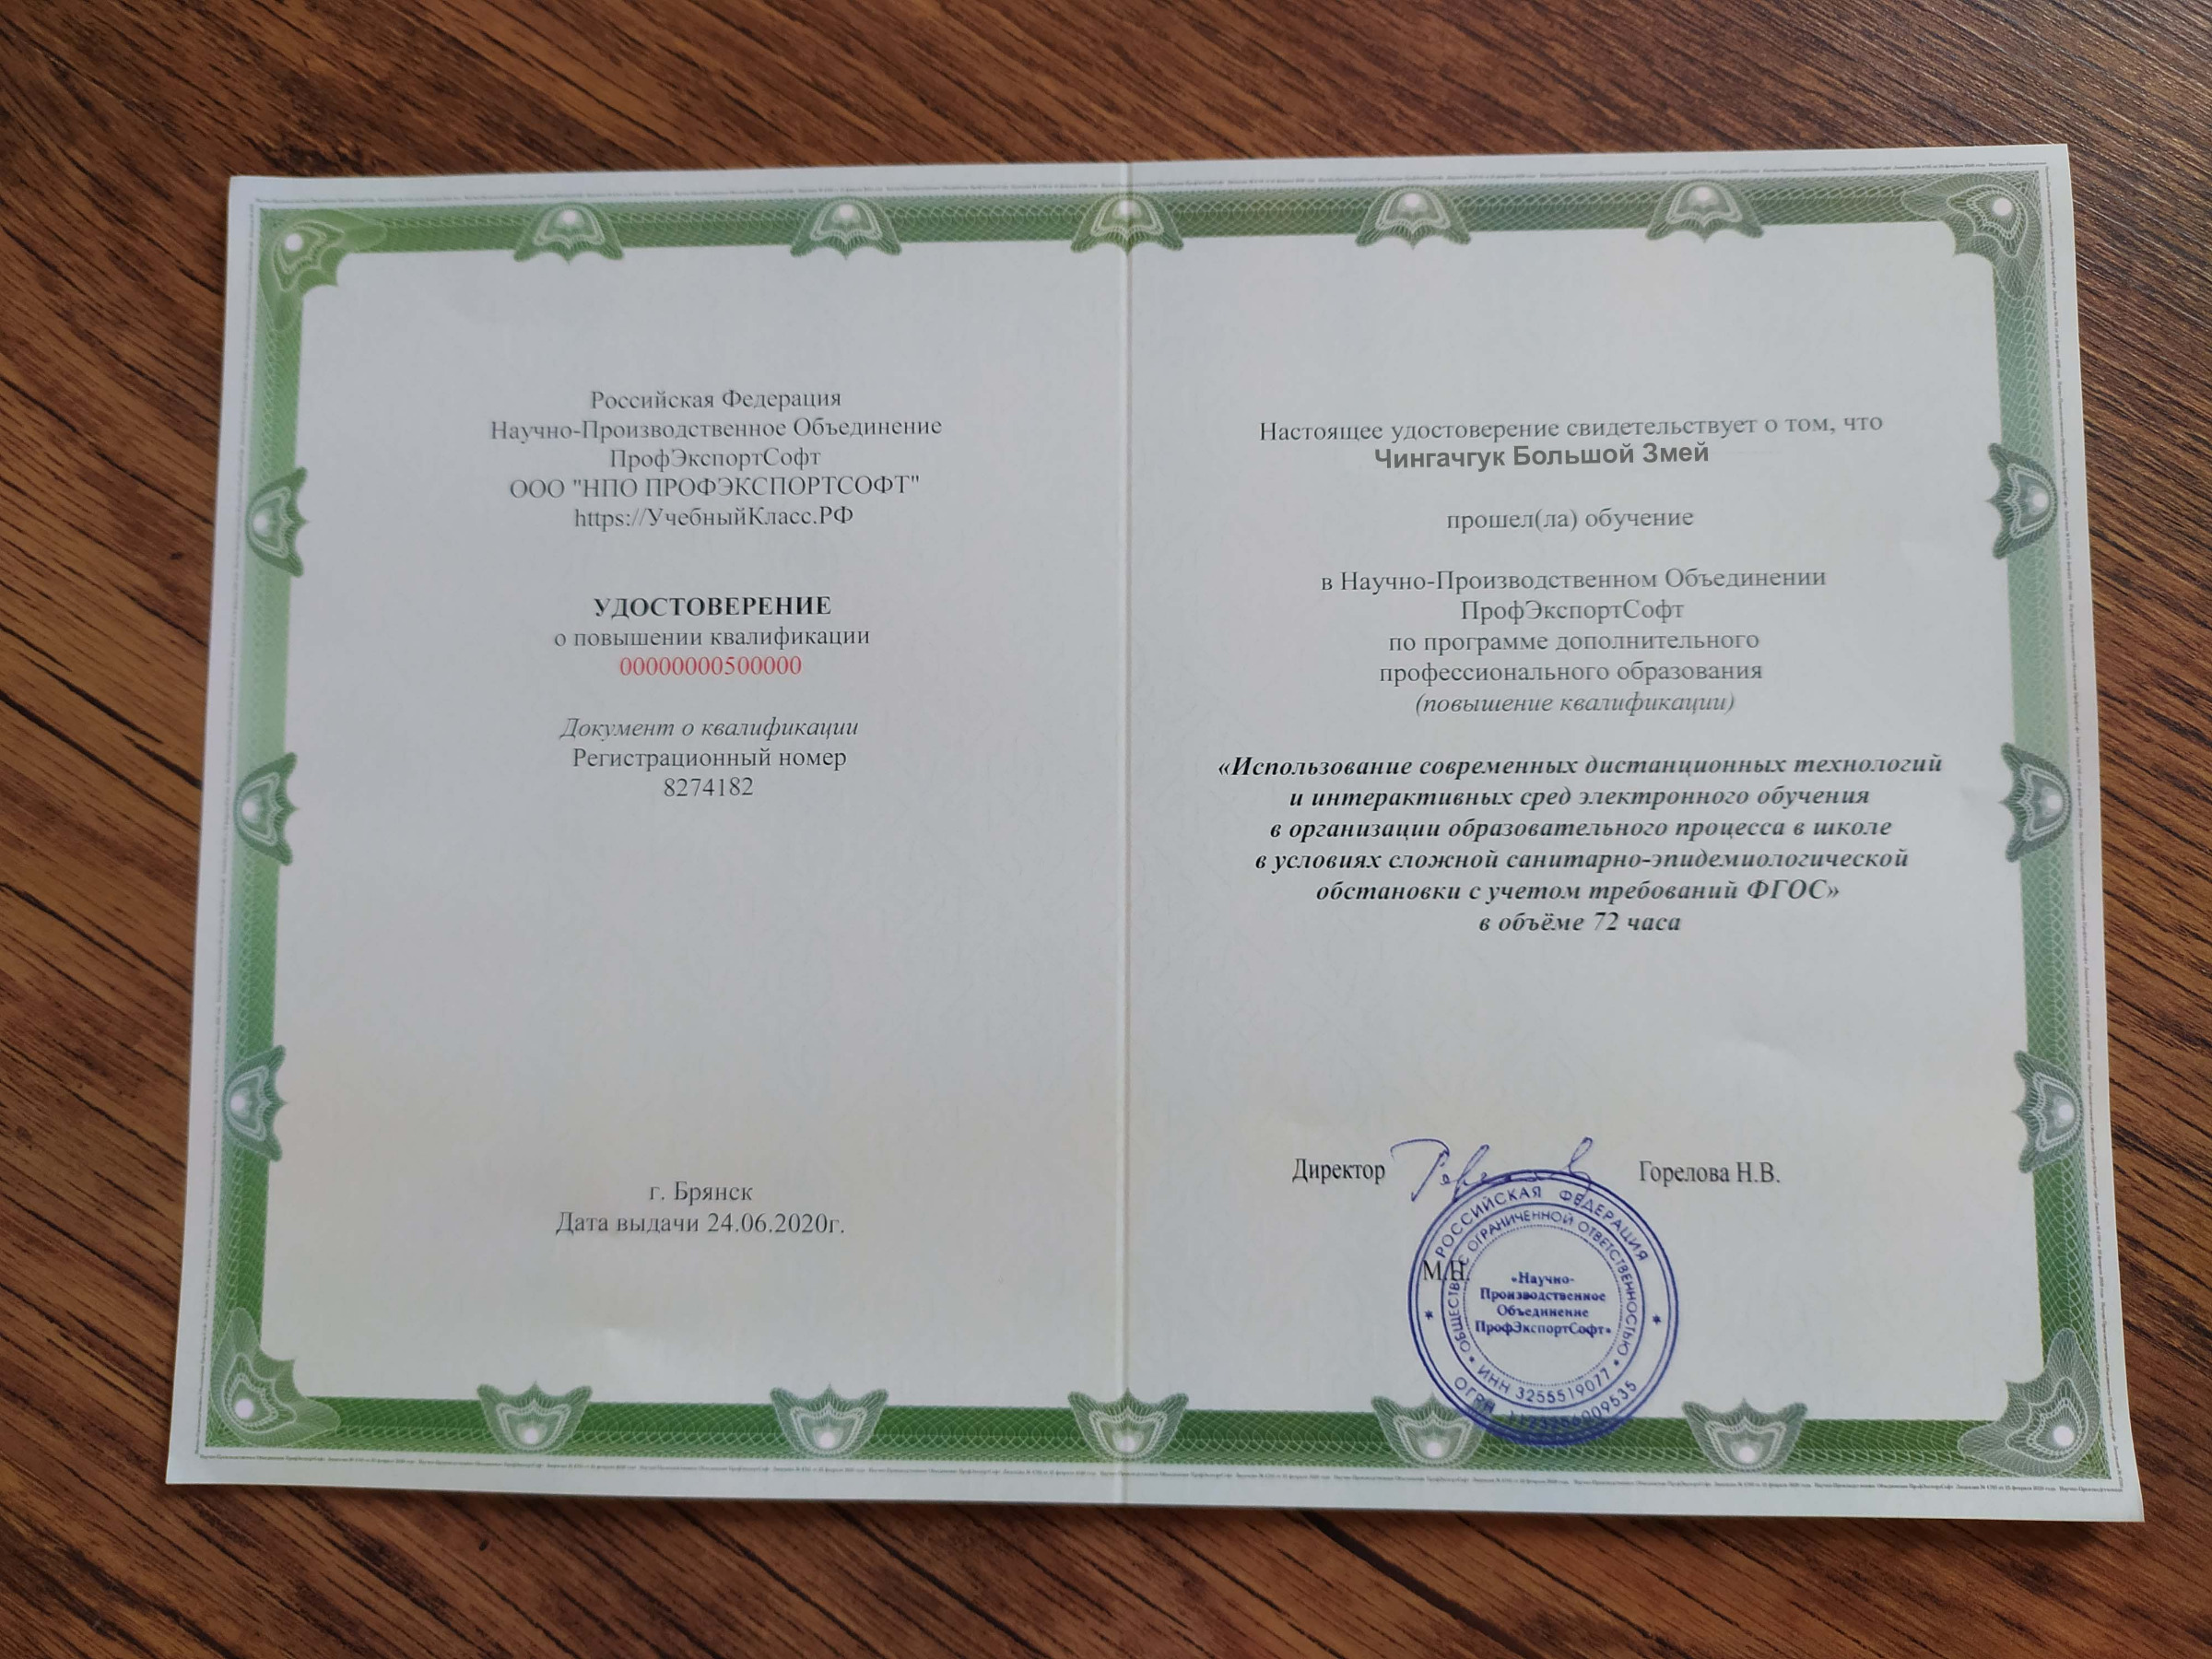 Российская Федерация
Научно-Производственное Объединение
ПрофЭкспортСофт
ООО "НПО ПРОФЭКСПОРТСОФТ"
https://УчебныйКласс.РФ
УДОСТОВЕРЕНИЕ
о повышении квалификации
00000000500000
Документ о квалификации
Регистрационный номер
8274182
г. Брянск
Дата выдачи 24.06.2020г.
Настоящее удостоверение свидетельствует о том, что
Чингачгук Большой Змей
прошел(ла) обучение
в Научно-Производственном Объединении
ПрофЭкспортСофт
по программе дополнительного
профессионального образования
(повышение квалификации)
«Использование современных дистанционных технологий
и интерактивных сред электронного обучения
в организации образовательного процесса в школе
в условиях сложной санитарно-эпидемиологической
обстановки с учетом требований ФГОС»
в объёме 72 часа
Директор Горелова Н.В.
М.П.
РОССИЙСКАЯ ФЕДЕРАЦИЯ
ОБЩЕСТВО С ОГРАНИЧЕННОЙ ОТВЕТСТВЕННОСТЬЮ
«Научно-
Производственное
Объединение
ПрофЭкспортСофт»
ИНН 3255519077
ОГРН 1123256009535